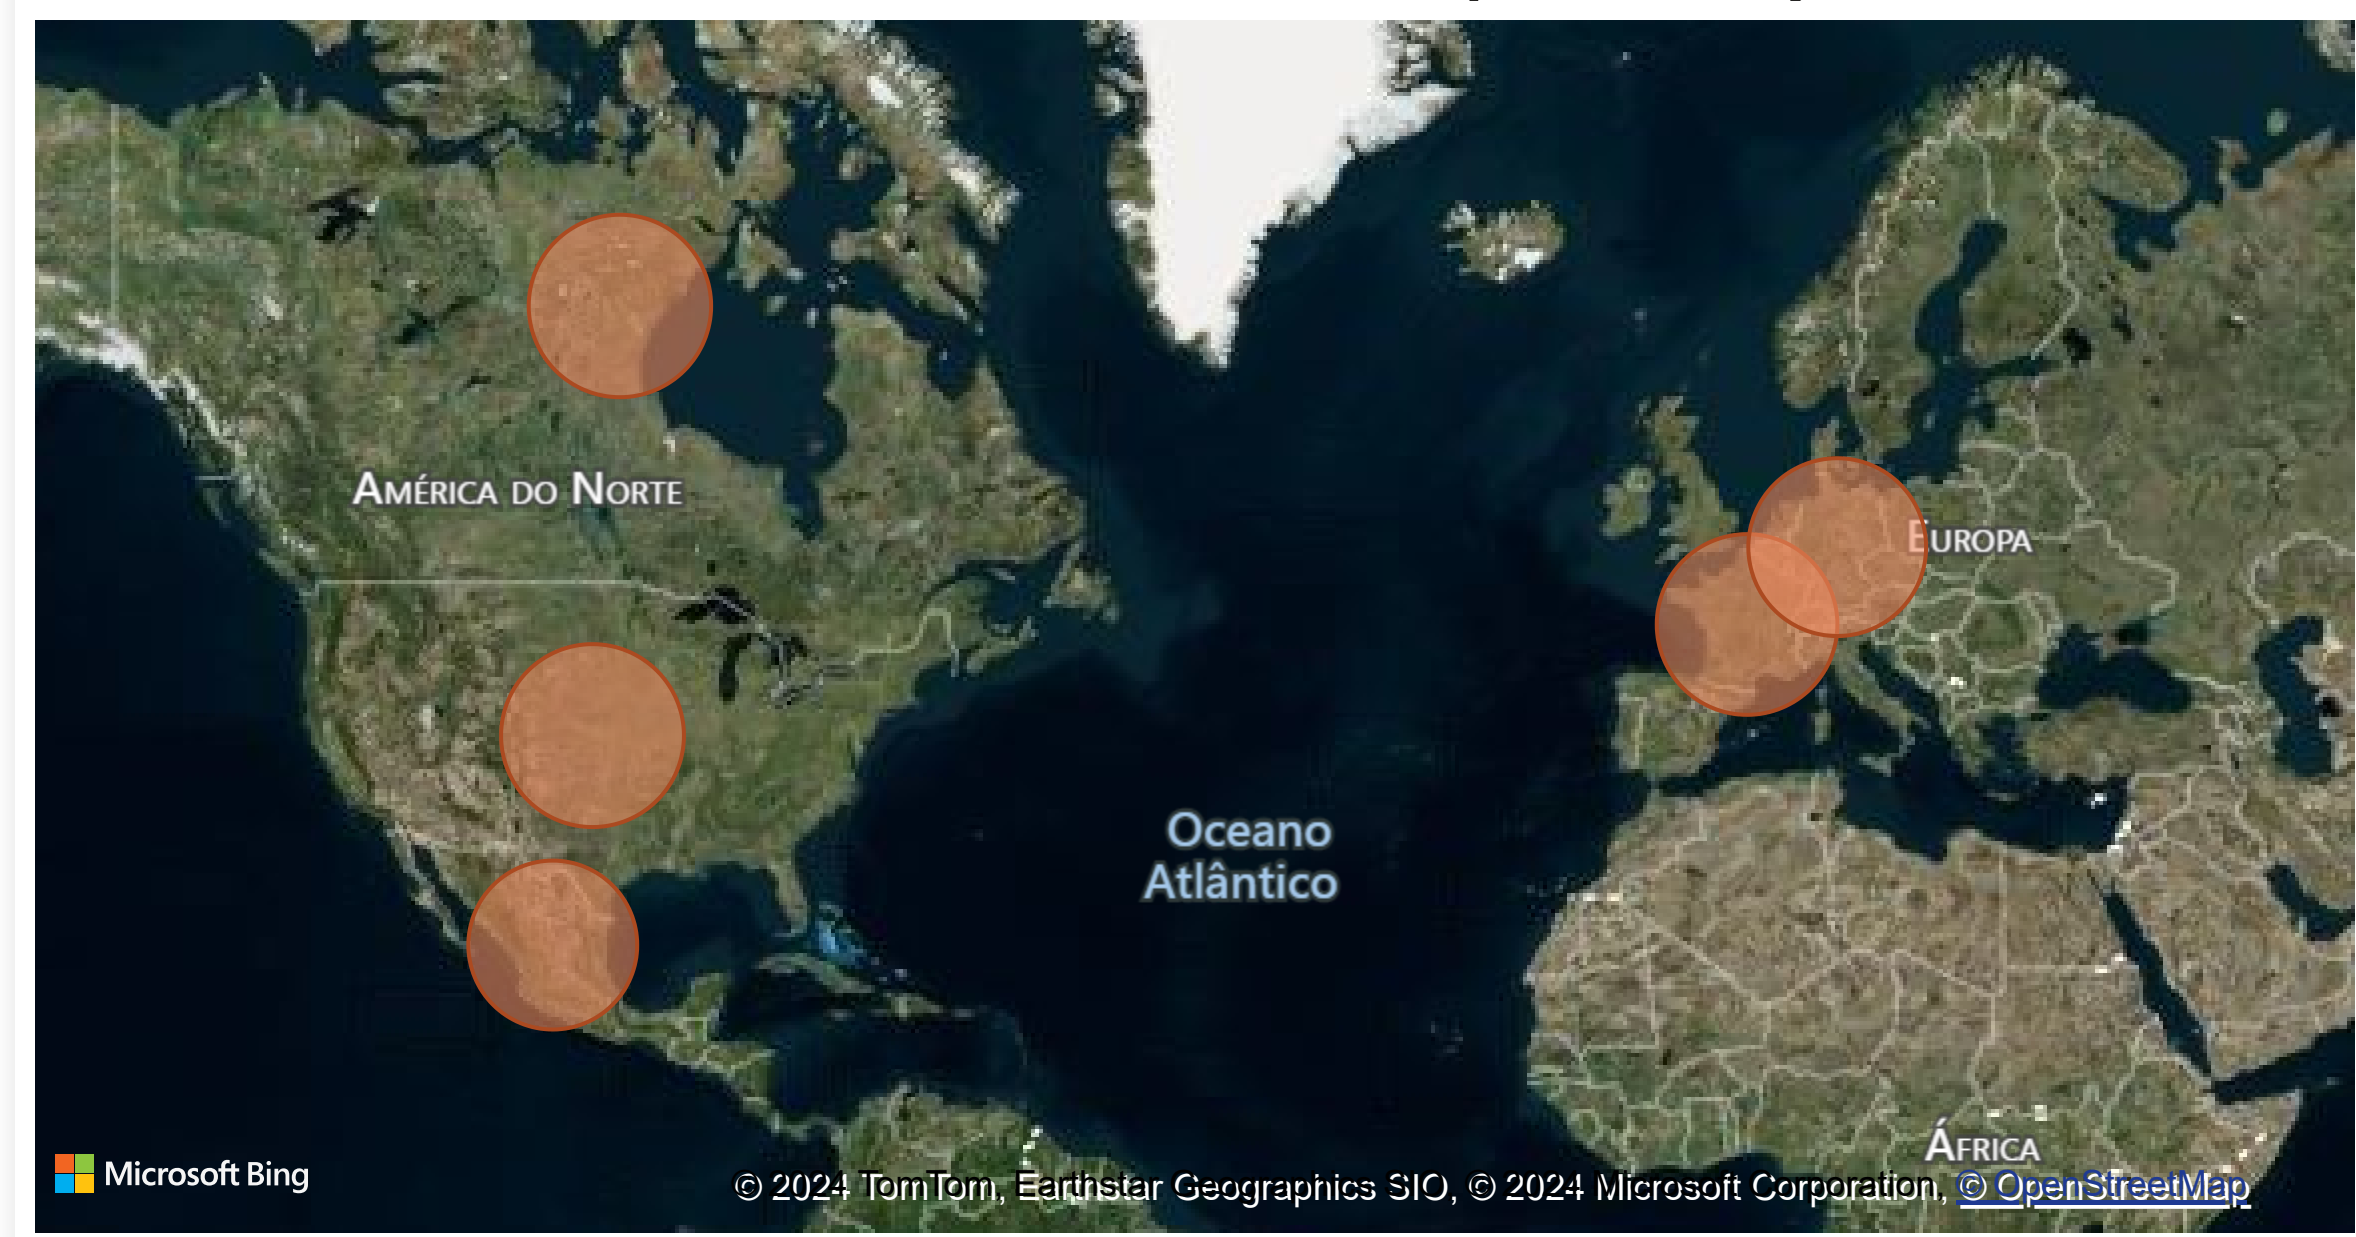 AMÉRICA DO NORTE
EUROPA
Oceano
Atlântico
ÁFRICA
Microsoft Bing
© 2024 TomTom, Earthstar Geographics SIO, © 2024 Microsoft Corporation, © OpenStreetMap